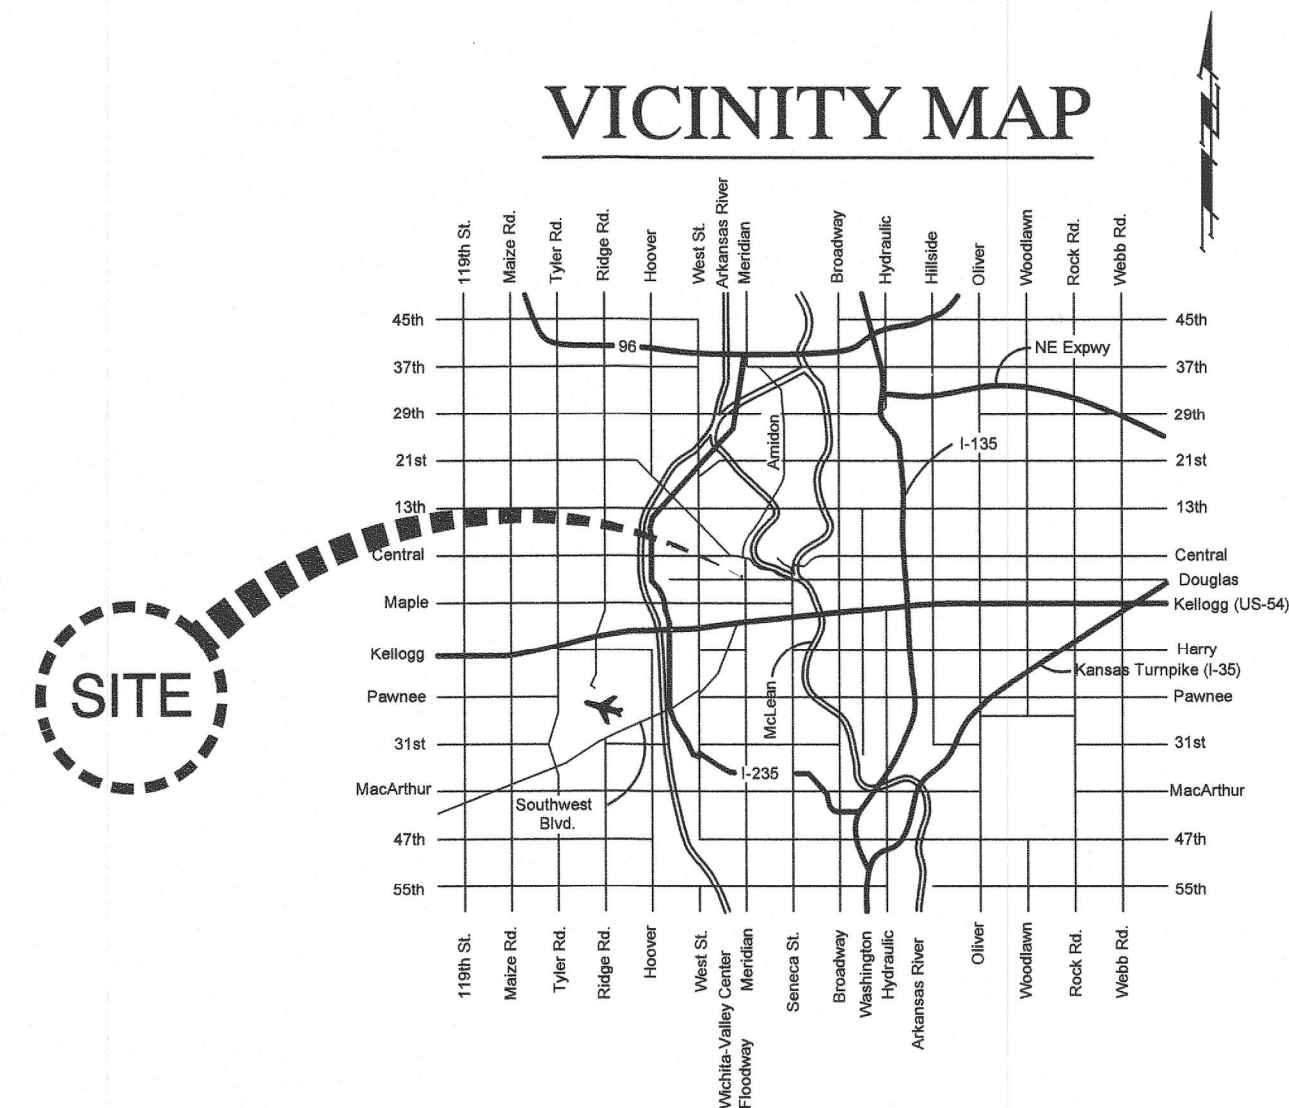 VICINITY MAP
119th St.
Maize Rd.
Tyler Rd.
Ridge Rd.
Hoover
West St.
Arkansas River
Meridian
Broadway
Hydraulic
Hillside
Oliver
Woodlawn
Rock Rd.
Webb Rd.
45th
45th
96
NE Expwy
37th
37th
29th
29th
Amidon
I-135
21st
21st
13th
13th
Central
Central
Douglas
Maple
Kellogg (US-54)
SITE
Kellogg
Harry
Kansas Turnpike (I-35)
Pawnee
Pawnee
McLean
31st
31st
I-235
MacArthur
MacArthur
Southwest
Blvd.
47th
47th
55th
55th
119th St.
Maize Rd.
Tyler Rd.
Ridge Rd.
Hoover
West St.
Wichita-Valley Center
Floodway
Meridian
Seneca St.
Broadway
Washington
Hydraulic
Arkansas River
Oliver
Woodlawn
Rock Rd.
Webb Rd.